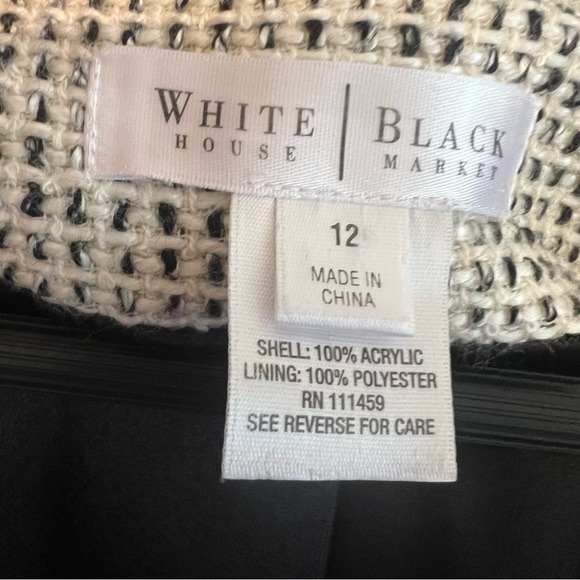 WHITE | BLACK
HOUSE MARKET
12
MADE IN
CHINA
SHELL: 100% ACRYLIC
LINING: 100% POLYESTER
RN 111459
SEE REVERSE FOR CARE